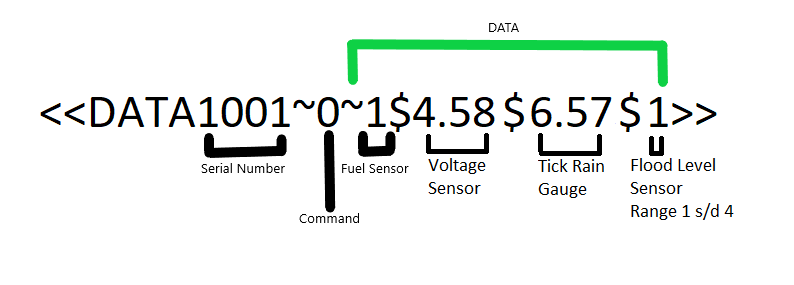 DATA
<<DATA1001~0~1$4.58$6.57$1>>
Serial Number
Command
Fuel Sensor
Voltage
Sensor
Tick Rain
Gauge
Flood Level
Sensor
Range 1 s/d 4